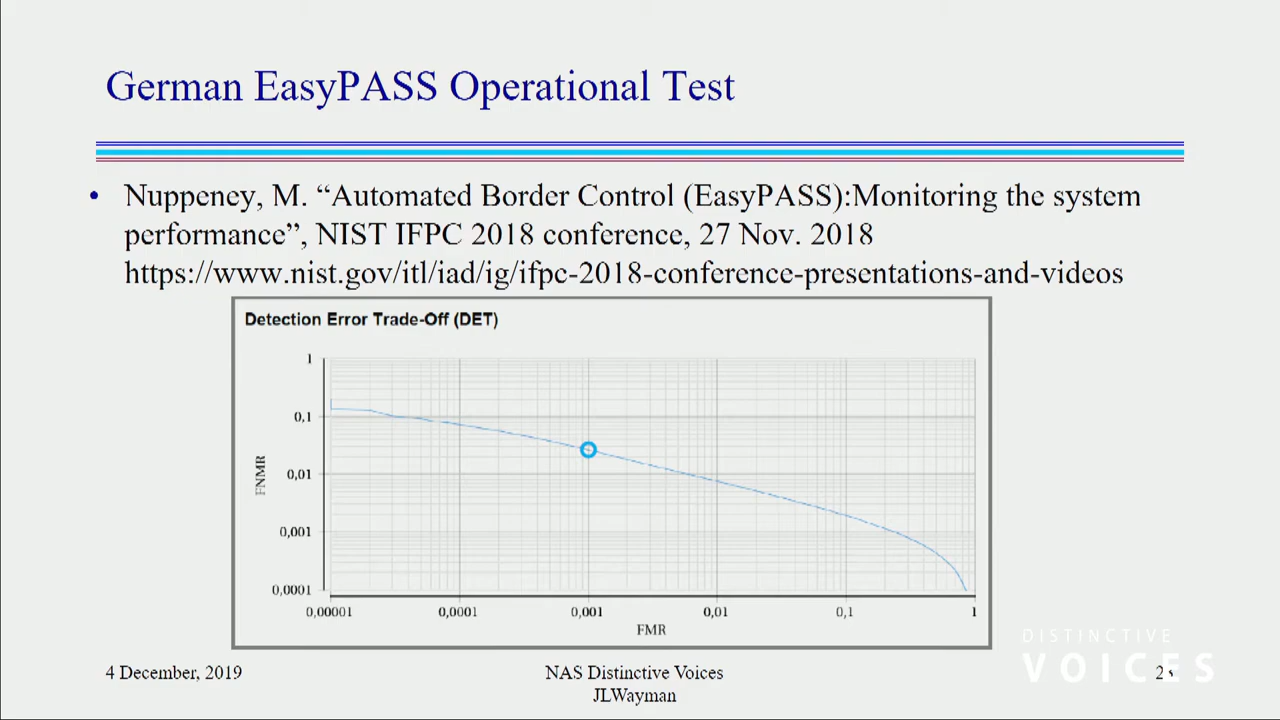 German EasyPASS Operational Test
• Nuppeney, M. “Automated Border Control (EasyPASS):Monitoring the system
performance”, NIST IFPC 2018 conference, 27 Nov. 2018
https://www.nist.gov/itl/iad/ig/ifpc-2018-conference-presentations-and-videos
Detection Error Trade-Off (DET)
1
0,1
0,01
0,001
0,0001
FNMR
0,00001 0,0001 0,001 0,01 0,1 1
FMR
DISTINCTIVE
VOICES
4 December, 2019
NAS Distinctive Voices
JLWayman